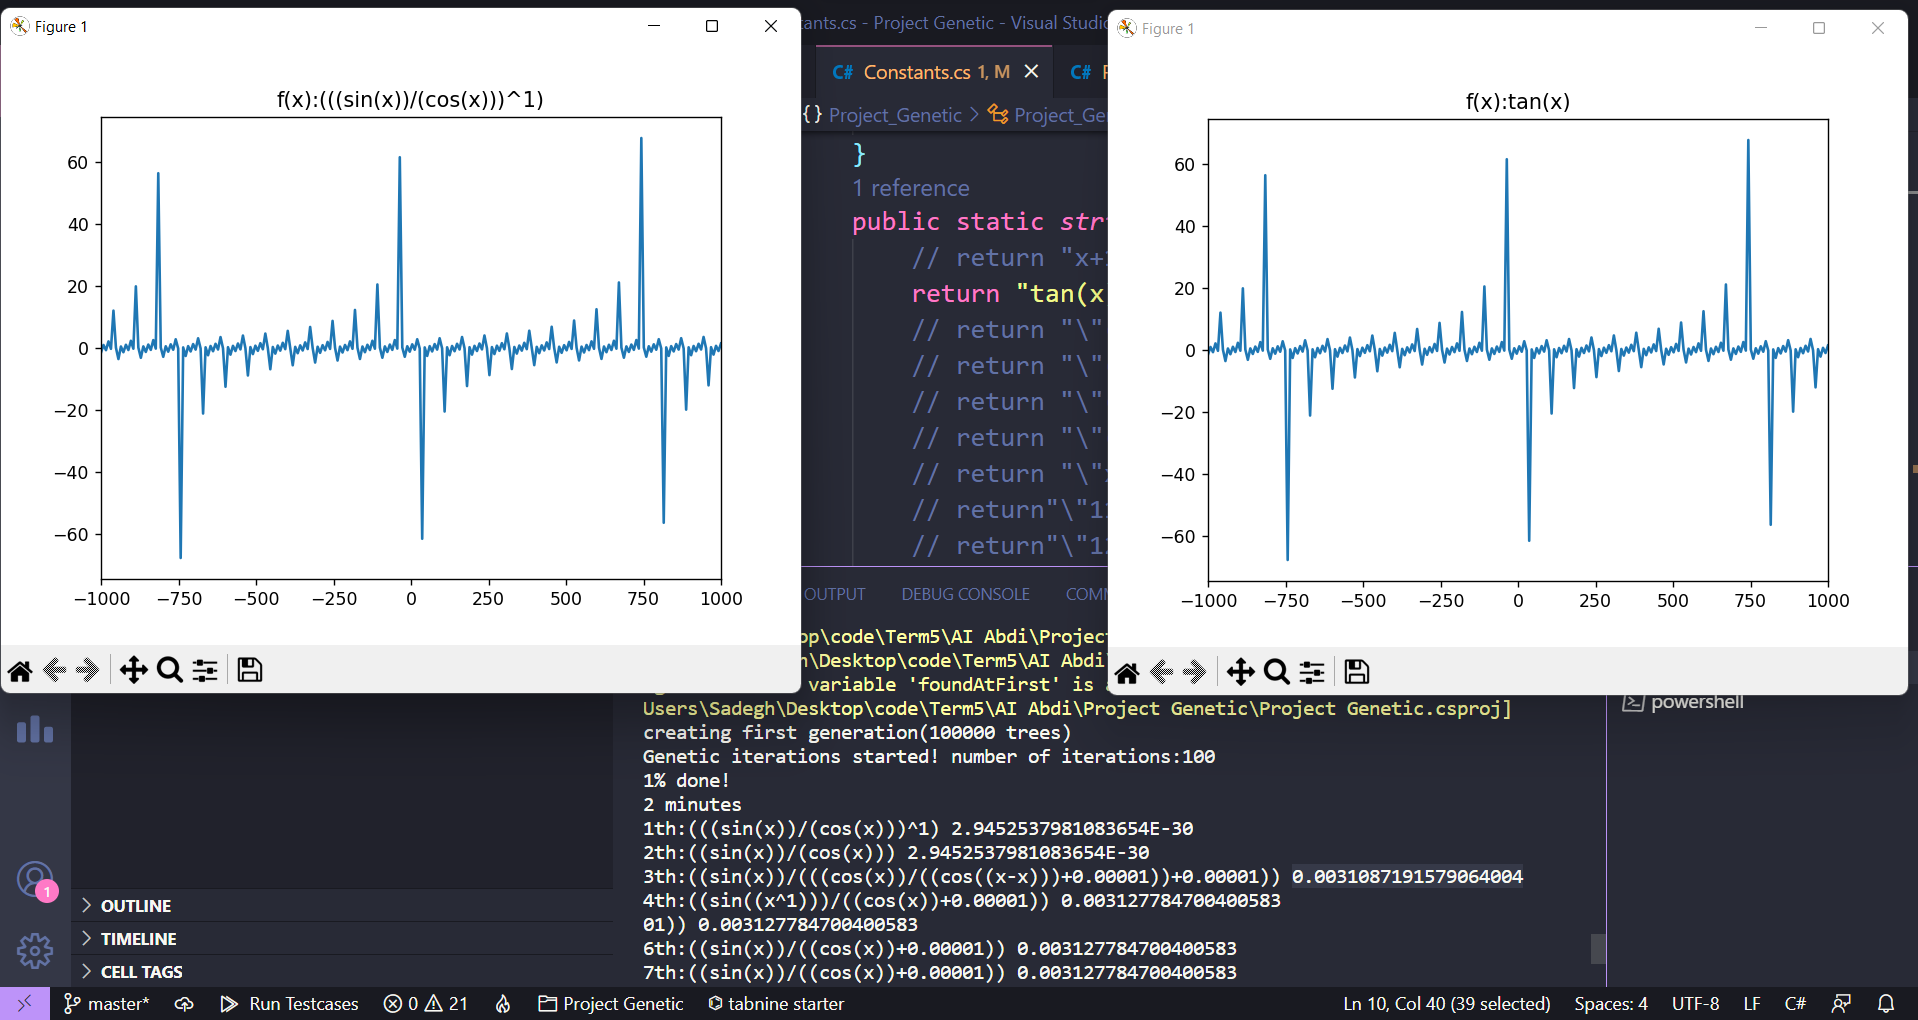 Figure 1
f(x):(((sin(x))/(cos(x)))^1)
60
40
20
0
−20
−40
−60
−1000 −750 −500 −250 0 250 500 750 1000
Constants.cs - Project Genetic - Visual Studio
C# Constants.cs 1, M
C#
{} Project_Genetic > Project_Ge
}
1 reference
public static str
// return "x+
return "tan(x
// return "\"
// return "\"
// return "\"
// return "\"
// return "\"
// return"\"1
// return"\"1
OUTPUT DEBUG CONSOLE
Figure 1
f(x):tan(x)
60
40
20
0
−20
−40
−60
−1000 −750 −500 −250 0 250 500 750 1000
op\code\Term5\AI Abdi\Project
h\Desktop\code\Term5\AI Abdi\
variable 'foundAtFirst' is
Users\Sadegh\Desktop\code\Term5\AI Abdi\Project Genetic\Project Genetic.csproj]
creating first generation(100000 trees)
Genetic iterations started! number of iterations:100
1% done!
2 minutes
1th:(((sin(x))/(cos(x)))^1) 2.9452537981083654E-30
2th:((sin(x))/(cos(x))) 2.9452537981083654E-30
3th:((sin(x))/(((cos(x))/((cos((x-x)))+0.00001))+0.00001)) 0.0031087191579064004
4th:((sin((x^1)))/((cos(x))+0.00001)) 0.003127784700400583
01)) 0.003127784700400583
6th:((sin(x))/((cos(x))+0.00001)) 0.003127784700400583
7th:((sin(x))/((cos(x))+0.00001)) 0.003127784700400583
powershell
1
OUTLINE
TIMELINE
CELL TAGS
master* Run Testcases 0 21 Project Genetic tabnine starter Ln 10, Col 40 (39 selected) Spaces: 4 UTF-8 LF C#